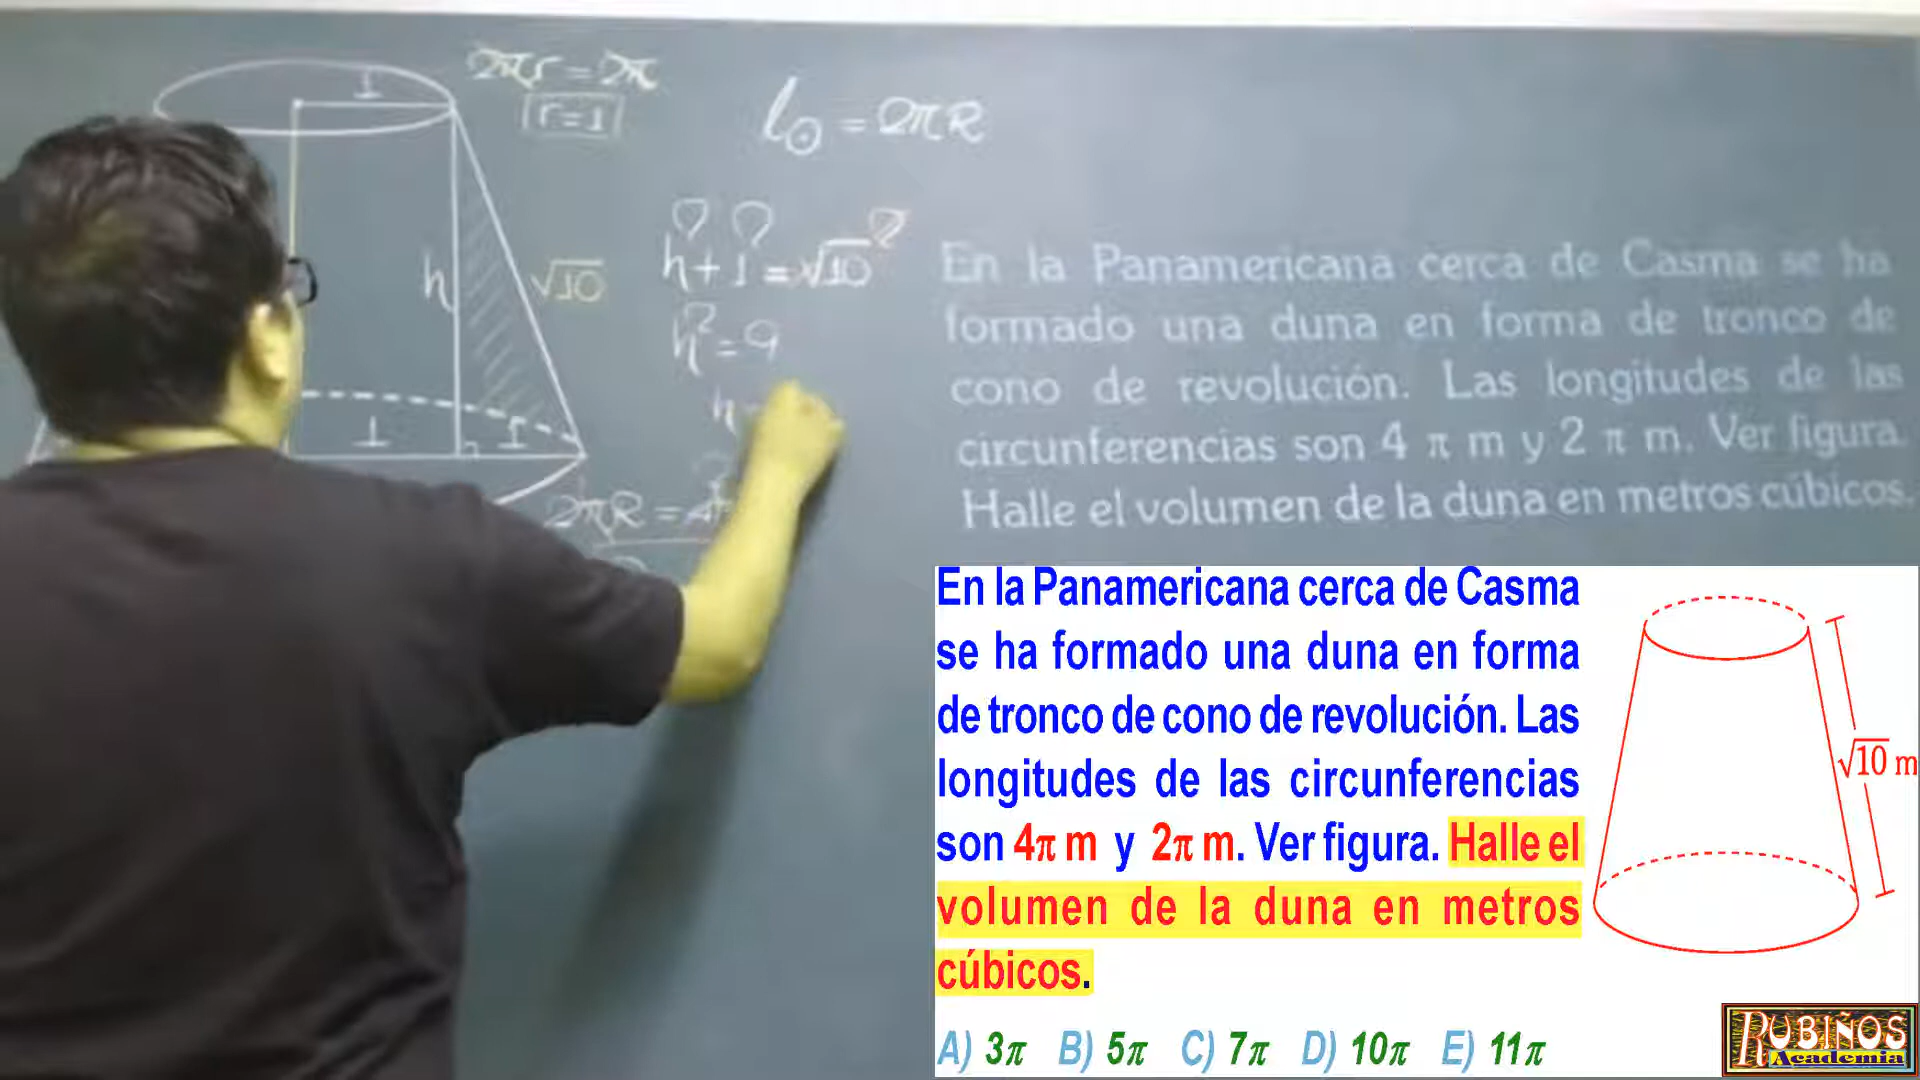 1
2πr = 2π
r=1
l⊙ = 2πR
h² + 1² = √10²
h² = 9
h
h
√10
1
1
2πR = 4
En la Panamericana cerca de Casma se ha
formado una duna en forma de tronco de
cono de revolución. Las longitudes de las
circunferencias son 4 π m y 2 π m. Ver figura.
Halle el volumen de la duna en metros cúbicos.
En la Panamericana cerca de Casma
se ha formado una duna en forma
de tronco de cono de revolución. Las
longitudes de las circunferencias
son 4π m y 2π m. Ver figura. Halle el
volumen de la duna en metros
cúbicos.
√10 m
A) 3π B) 5π C) 7π D) 10π E) 11π
RUBIÑOS
Academia